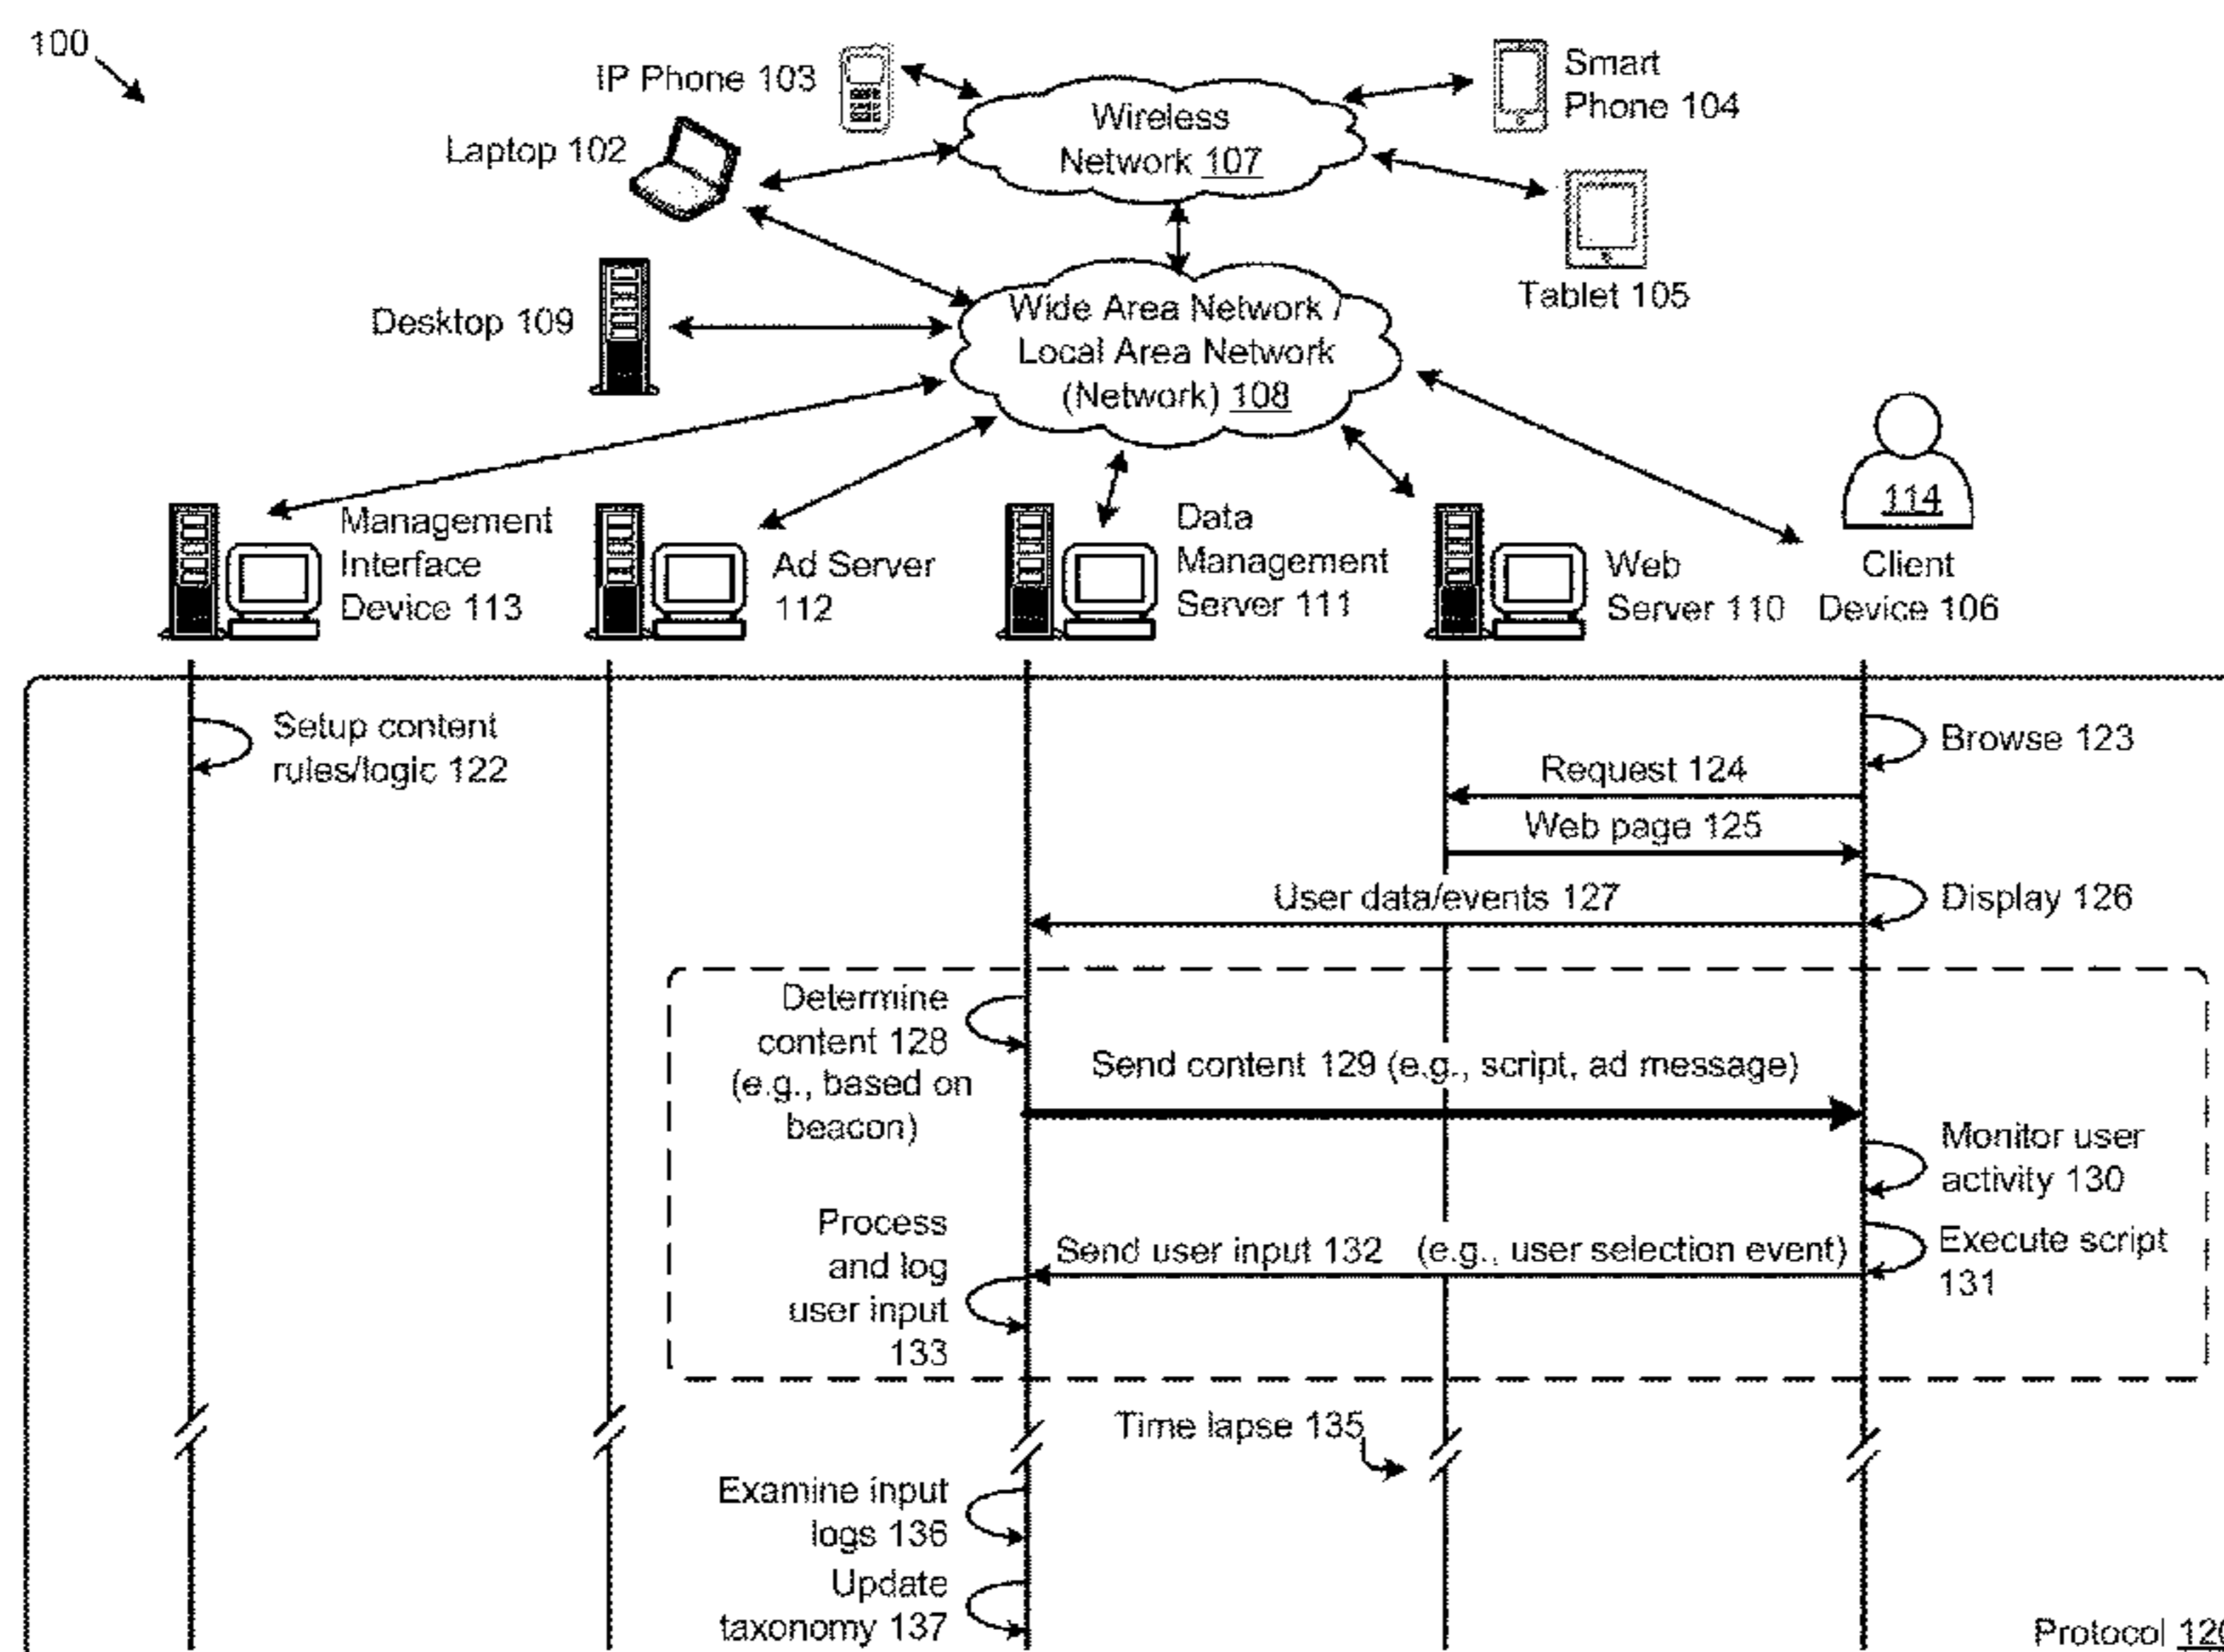 100
IP Phone 103
Smart
Phone 104
Laptop 102
Wireless
Network 107
Tablet 105
Desktop 109
Wide Area Network /
Local Area Network
(Network) 108
114
Management
Interface
Device 113
Ad Server
112
Data
Management
Server 111
Web
Server 110
Client
Device 106
Setup content
rules/logic 122
Browse 123
Request 124
Web page 125
Display 126
User data/events 127
Determine
content 128
(e.g., based on
beacon)
Send content 129 (e.g., script, ad message)
Monitor user
activity 130
Execute script
131
Send user input 132 (e.g., user selection event)
Process
and log
user input
133
Time lapse 135
Examine input
logs 136
Update
taxonomy 137
Protocol 120